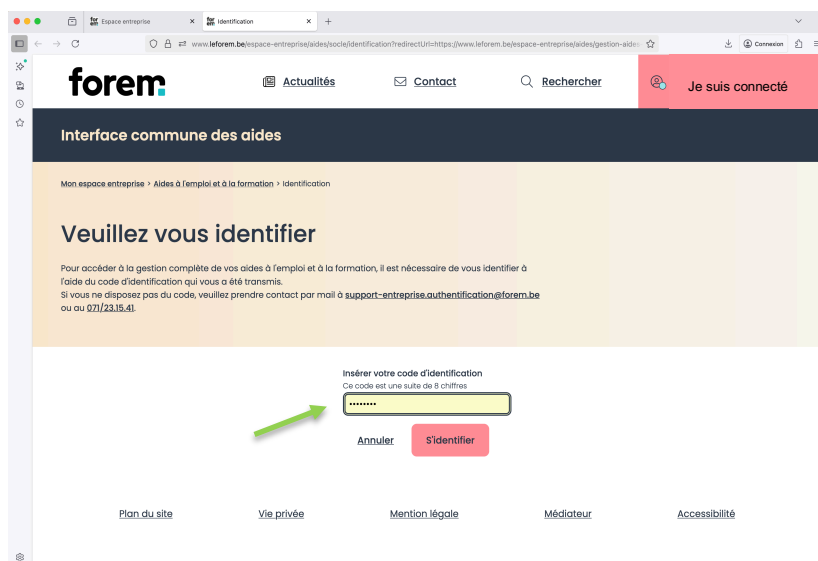 Espace entreprise
Identification
www.leforem.be/espace-entreprise/aides/socle/identification?redirectUrl=https://www.leforem.be/espace-entreprise/aides/gestion-aides
Connexion
forem
Actualités
Contact
Rechercher
Je suis connecté
Interface commune des aides
Mon espace entreprise > Aides à l'emploi et à la formation > Identification
Veuillez vous identifier
Pour accéder à la gestion complète de vos aides à l'emploi et à la formation, il est nécessaire de vous identifier à
l'aide du code d'identification qui vous a été transmis.
Si vous ne disposez pas du code, veuillez prendre contact par mail à support-entreprise.authentification@forem.be
ou au 071/23.15.41.
Insérer votre code d'identification
Ce code est une suite de 8 chiffres
••••••••
Annuler
S'identifier
Plan du site
Vie privée
Mention légale
Médiateur
Accessibilité